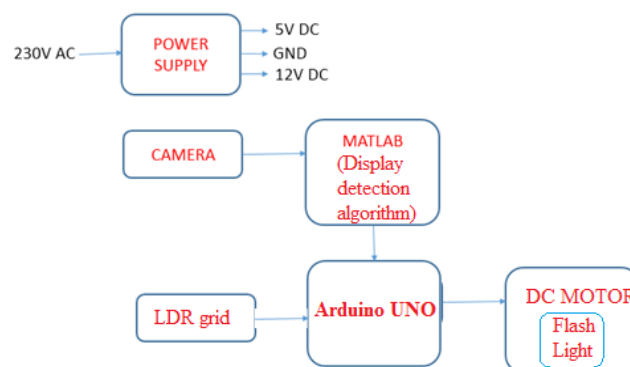 5V DC
230V AC
POWER
SUPPLY
GND
12V DC
CAMERA
MATLAB
(Display
detection
algorithm)
LDR grid
Arduino UNO
DC MOTOR
Flash
Light